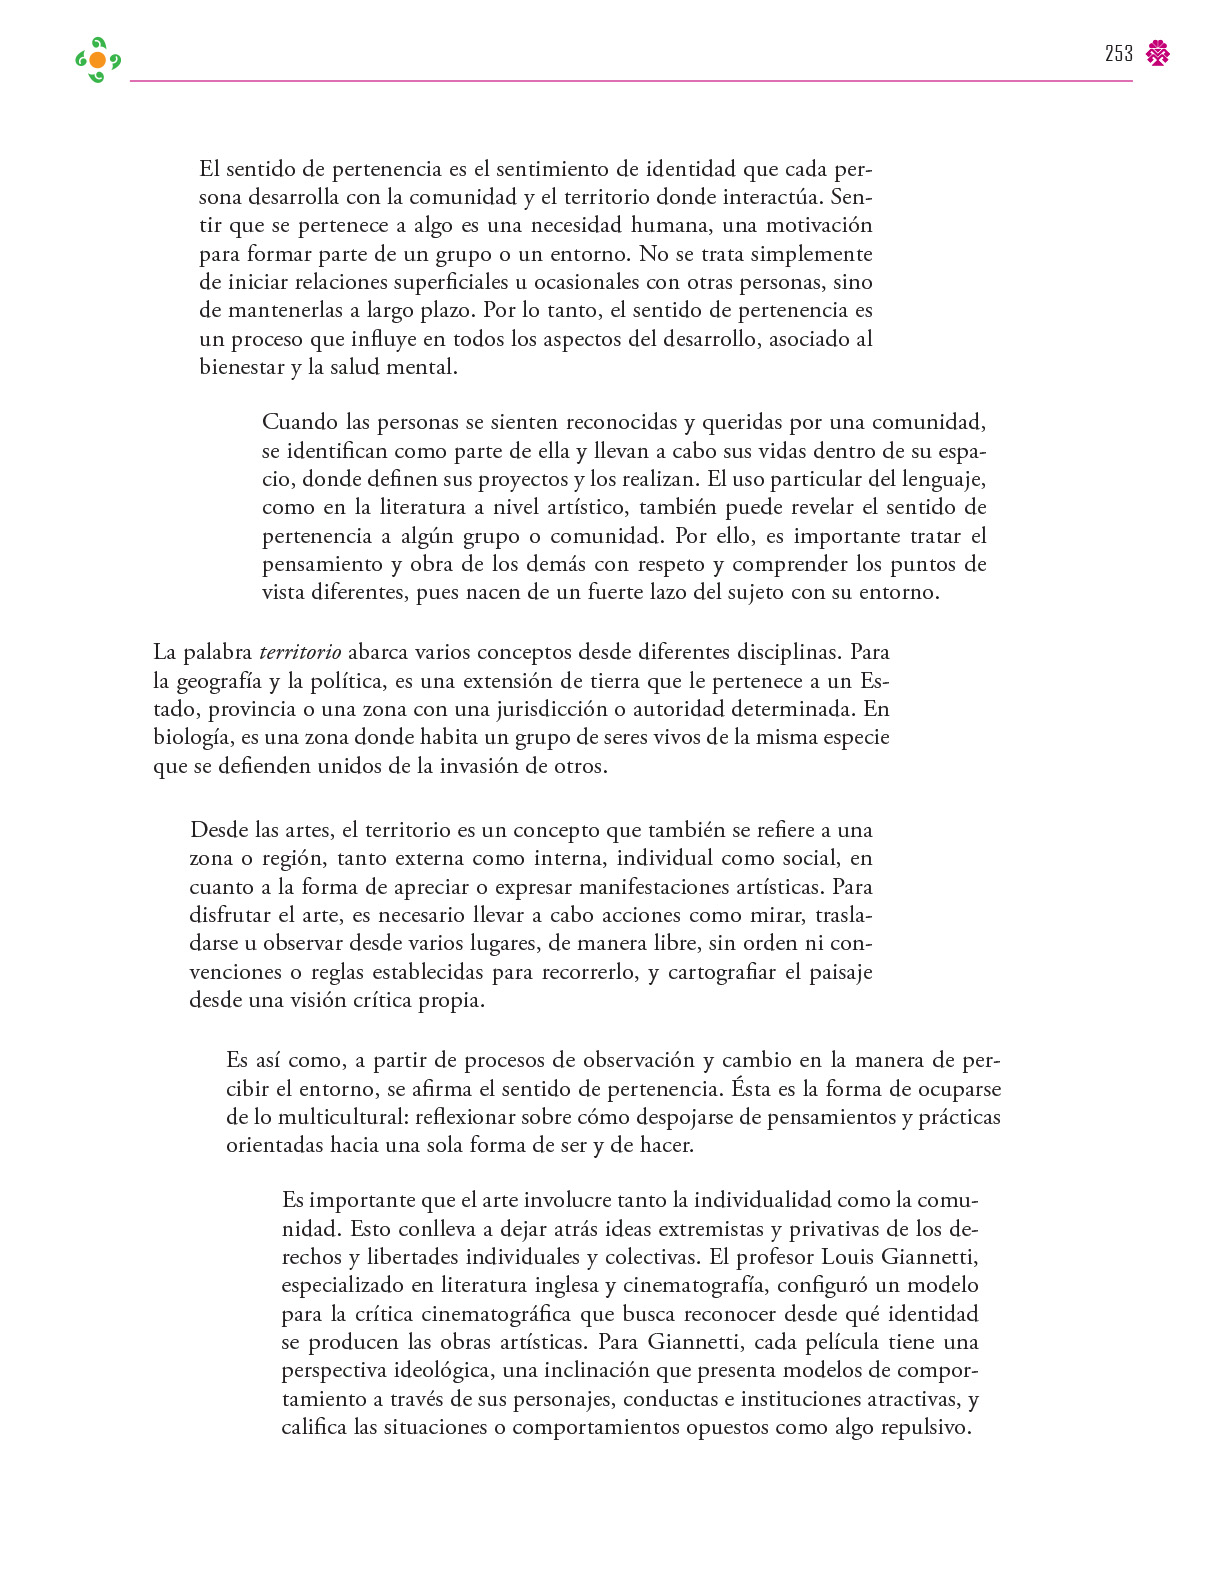 253
El sentido de pertenencia es el sentimiento de identidad que cada per-
sona desarrolla con la comunidad y el territorio donde interactúa. Sen-
tir que se pertenece a algo es una necesidad humana, una motivación
para formar parte de un grupo o un entorno. No se trata simplemente
de iniciar relaciones superficiales u ocasionales con otras personas, sino
de mantenerlas a largo plazo. Por lo tanto, el sentido de pertenencia es
un proceso que influye en todos los aspectos del desarrollo, asociado al
bienestar y la salud mental.
Cuando las personas se sienten reconocidas y queridas por una comunidad,
se identifican como parte de ella y llevan a cabo sus vidas dentro de su espa-
cio, donde definen sus proyectos y los realizan. El uso particular del lenguaje,
como en la literatura a nivel artístico, también puede revelar el sentido de
pertenencia a algún grupo o comunidad. Por ello, es importante tratar el
pensamiento y obra de los demás con respeto y comprender los puntos de
vista diferentes, pues nacen de un fuerte lazo del sujeto con su entorno.
La palabra territorio abarca varios conceptos desde diferentes disciplinas. Para
la geografía y la política, es una extensión de tierra que le pertenece a un Es-
tado, provincia o una zona con una jurisdicción o autoridad determinada. En
biología, es una zona donde habita un grupo de seres vivos de la misma especie
que se defienden unidos de la invasión de otros.
Desde las artes, el territorio es un concepto que también se refiere a una
zona o región, tanto externa como interna, individual como social, en
cuanto a la forma de apreciar o expresar manifestaciones artísticas. Para
disfrutar el arte, es necesario llevar a cabo acciones como mirar, trasla-
darse u observar desde varios lugares, de manera libre, sin orden ni con-
venciones o reglas establecidas para recorrerlo, y cartografiar el paisaje
desde una visión crítica propia.
Es así como, a partir de procesos de observación y cambio en la manera de per-
cibir el entorno, se afirma el sentido de pertenencia. Ésta es la forma de ocuparse
de lo multicultural: reflexionar sobre cómo despojarse de pensamientos y prácticas
orientadas hacia una sola forma de ser y de hacer.
Es importante que el arte involucre tanto la individualidad como la comu-
nidad. Esto conlleva a dejar atrás ideas extremistas y privativas de los de-
rechos y libertades individuales y colectivas. El profesor Louis Giannetti,
especializado en literatura inglesa y cinematografía, configuró un modelo
para la crítica cinematográfica que busca reconocer desde qué identidad
se producen las obras artísticas. Para Giannetti, cada película tiene una
perspectiva ideológica, una inclinación que presenta modelos de compor-
tamiento a través de sus personajes, conductas e instituciones atractivas, y
califica las situaciones o comportamientos opuestos como algo repulsivo.